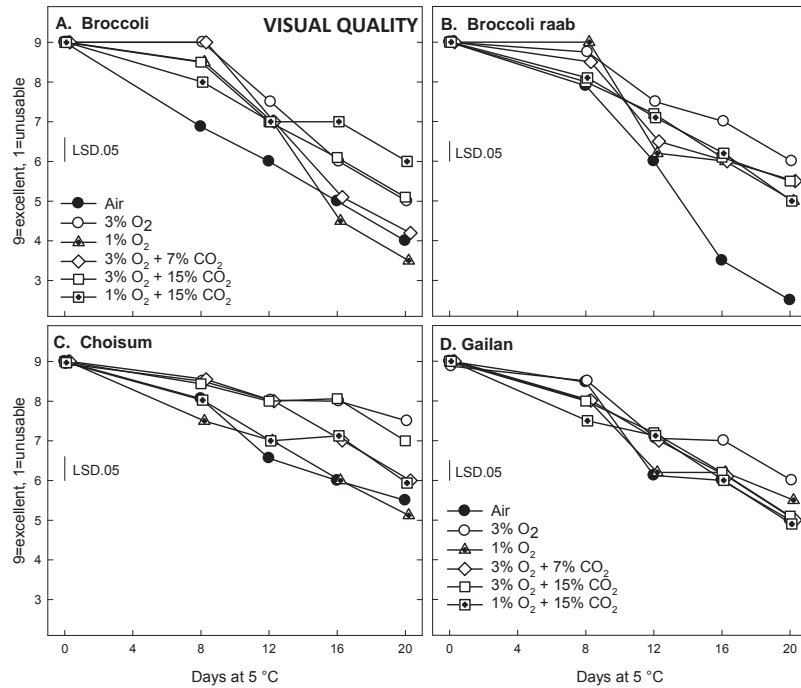 A. Broccoli
VISUAL QUALITY
9=excellent, 1=unusable
9
8
7
6
5
4
3
LSD.05
Air
3% O2
1% O2
3% O2 + 7% CO2
3% O2 + 15% CO2
1% O2 + 15% CO2
B. Broccoli raab
LSD.05
C. Choisum
9=excellent, 1=unusable
9
8
7
6
5
4
3
LSD.05
0 4 8 12 16 20
Days at 5 °C
D. Gailan
LSD.05
Air
3% O2
1% O2
3% O2 + 7% CO2
3% O2 + 15% CO2
1% O2 + 15% CO2
0 4 8 12 16 20
Days at 5 °C